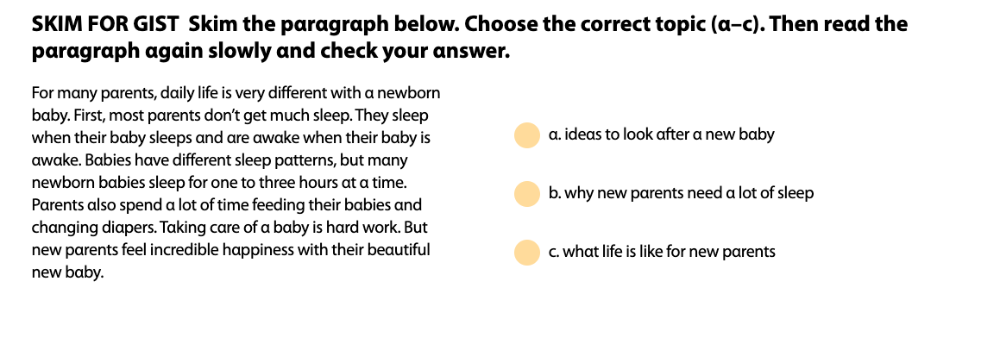 SKIM FOR GIST Skim the paragraph below. Choose the correct topic (a–c). Then read the
paragraph again slowly and check your answer.
For many parents, daily life is very different with a newborn
baby. First, most parents don't get much sleep. They sleep
when their baby sleeps and are awake when their baby is
awake. Babies have different sleep patterns, but many
newborn babies sleep for one to three hours at a time.
Parents also spend a lot of time feeding their babies and
changing diapers. Taking care of a baby is hard work. But
new parents feel incredible happiness with their beautiful
new baby.
a. ideas to look after a new baby
b. why new parents need a lot of sleep
c. what life is like for new parents